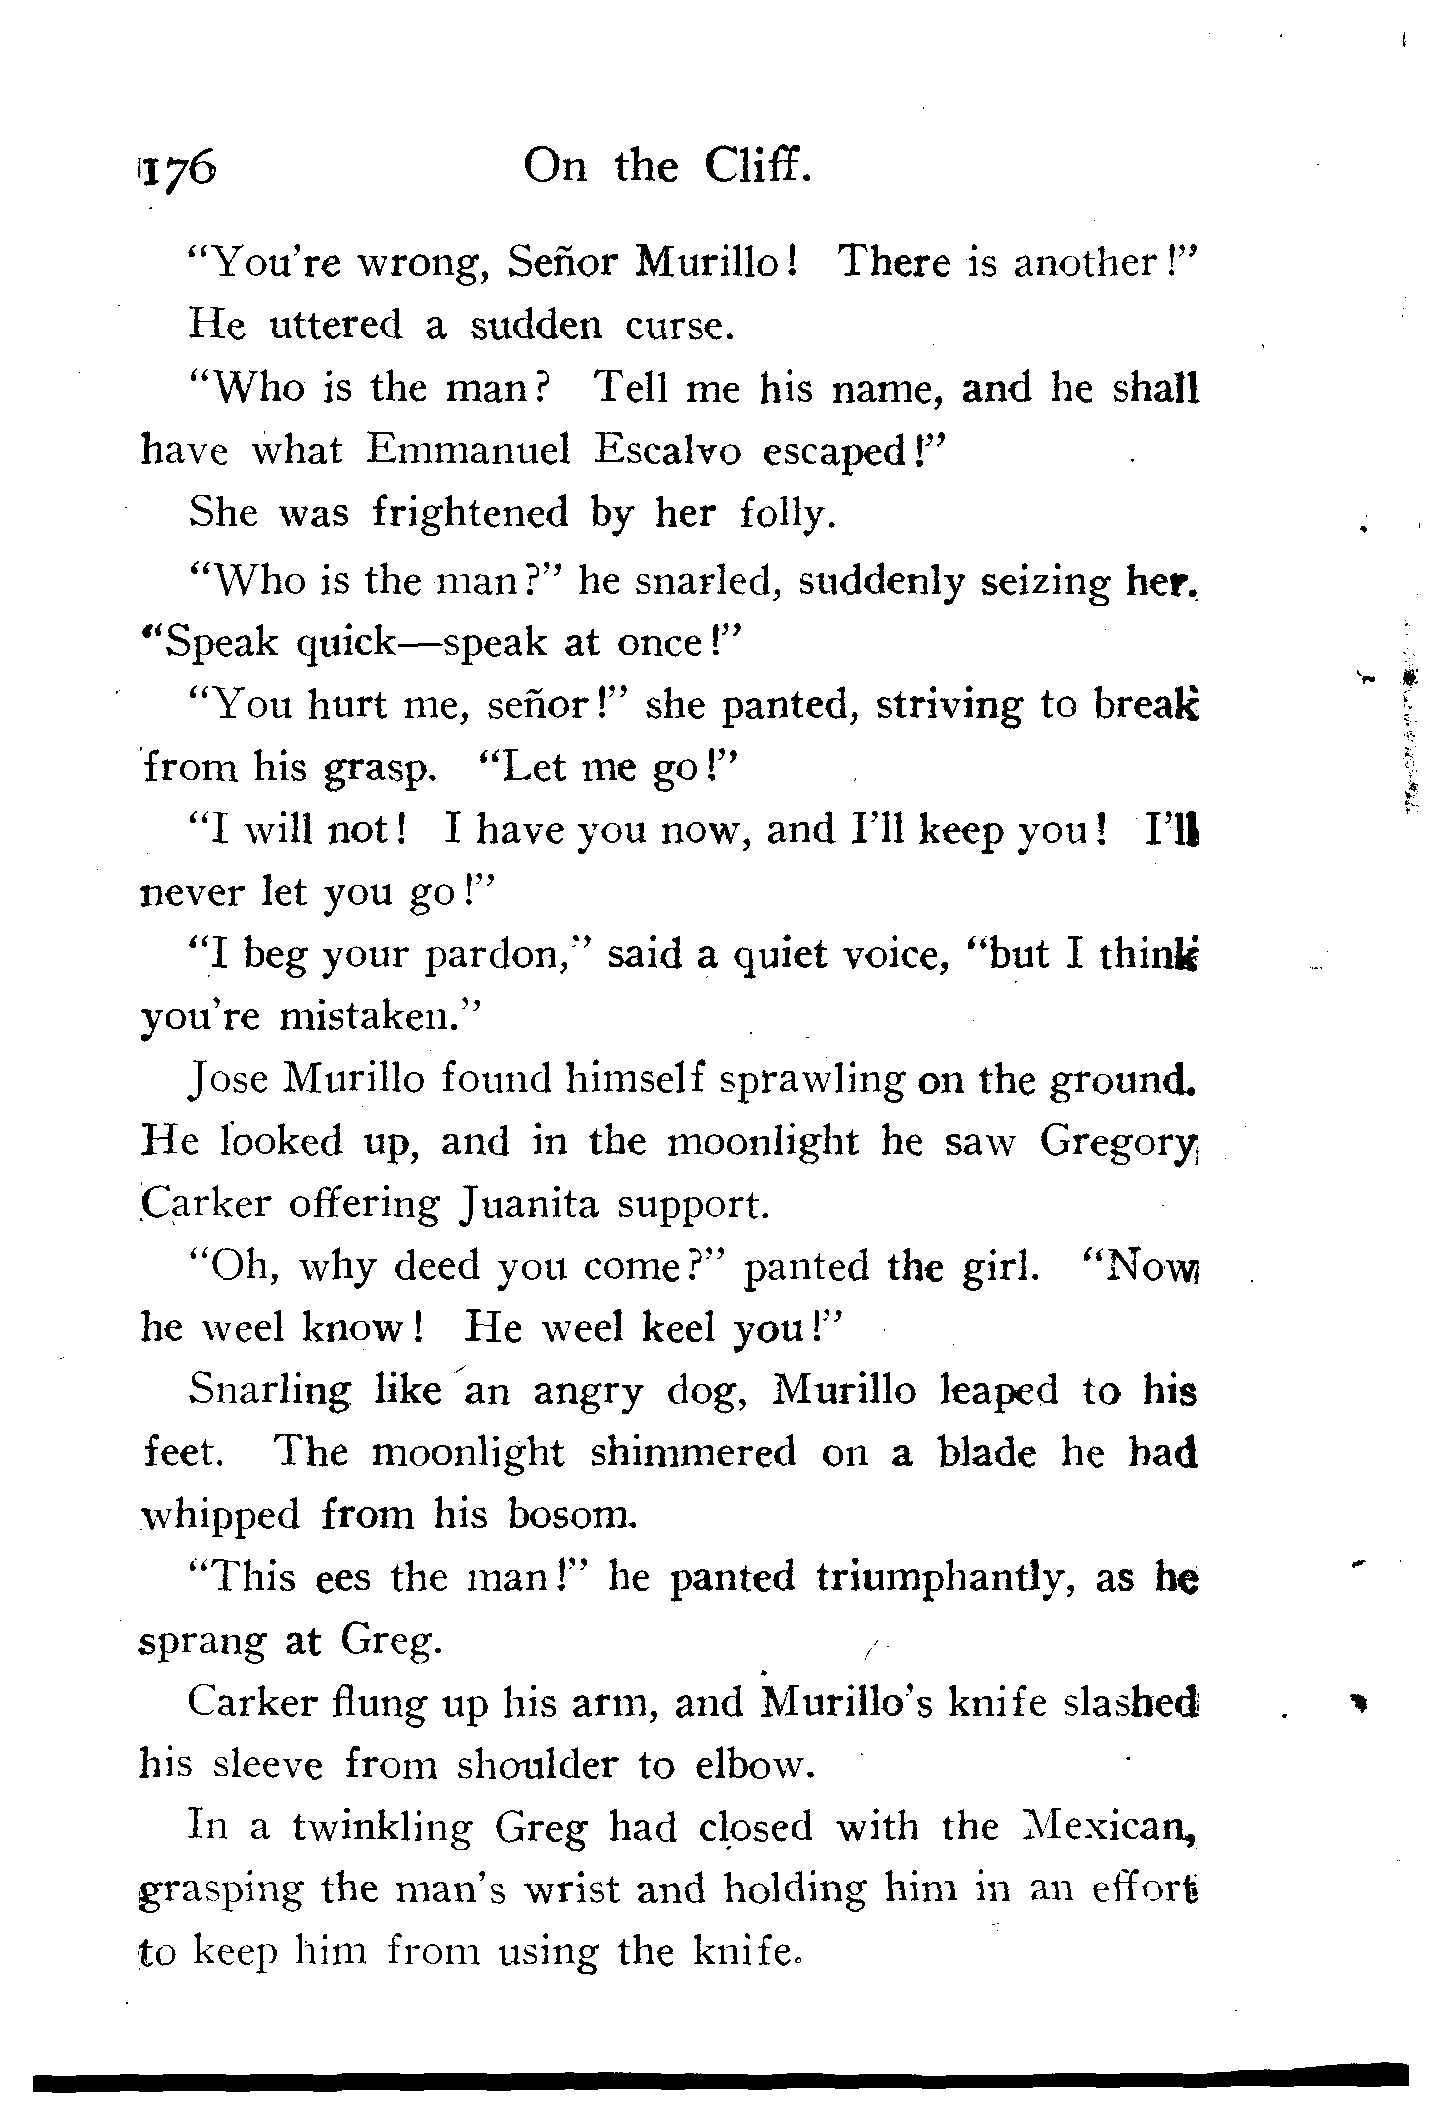 176 On the Cliff.
“You're wrong, Señor Murillo! There is another!”
He uttered a sudden curse.
“Who is the man? Tell me his name, and he shall
have what Emmanuel Escalvo escaped!”
She was frightened by her folly.
“Who is the man?” he snarled, suddenly seizing her.
“Speak quick—speak at once!”
“You hurt me, señor!” she panted, striving to break
from his grasp. “Let me go!”
“I will not! I have you now, and I'll keep you! I'll
never let you go!”
“I beg your pardon,” said a quiet voice, “but I think
you're mistaken.”
Jose Murillo found himself sprawling on the ground.
He looked up, and in the moonlight he saw Gregory
Carker offering Juanita support.
“Oh, why deed you come?” panted the girl. “Now
he weel know! He weel keel you!”
Snarling like an angry dog, Murillo leaped to his
feet. The moonlight shimmered on a blade he had
whipped from his bosom.
“This ees the man!” he panted triumphantly, as he
sprang at Greg.
Carker flung up his arm, and Murillo's knife slashed
his sleeve from shoulder to elbow.
In a twinkling Greg had closed with the Mexican,
grasping the man's wrist and holding him in an effort
to keep him from using the knife.